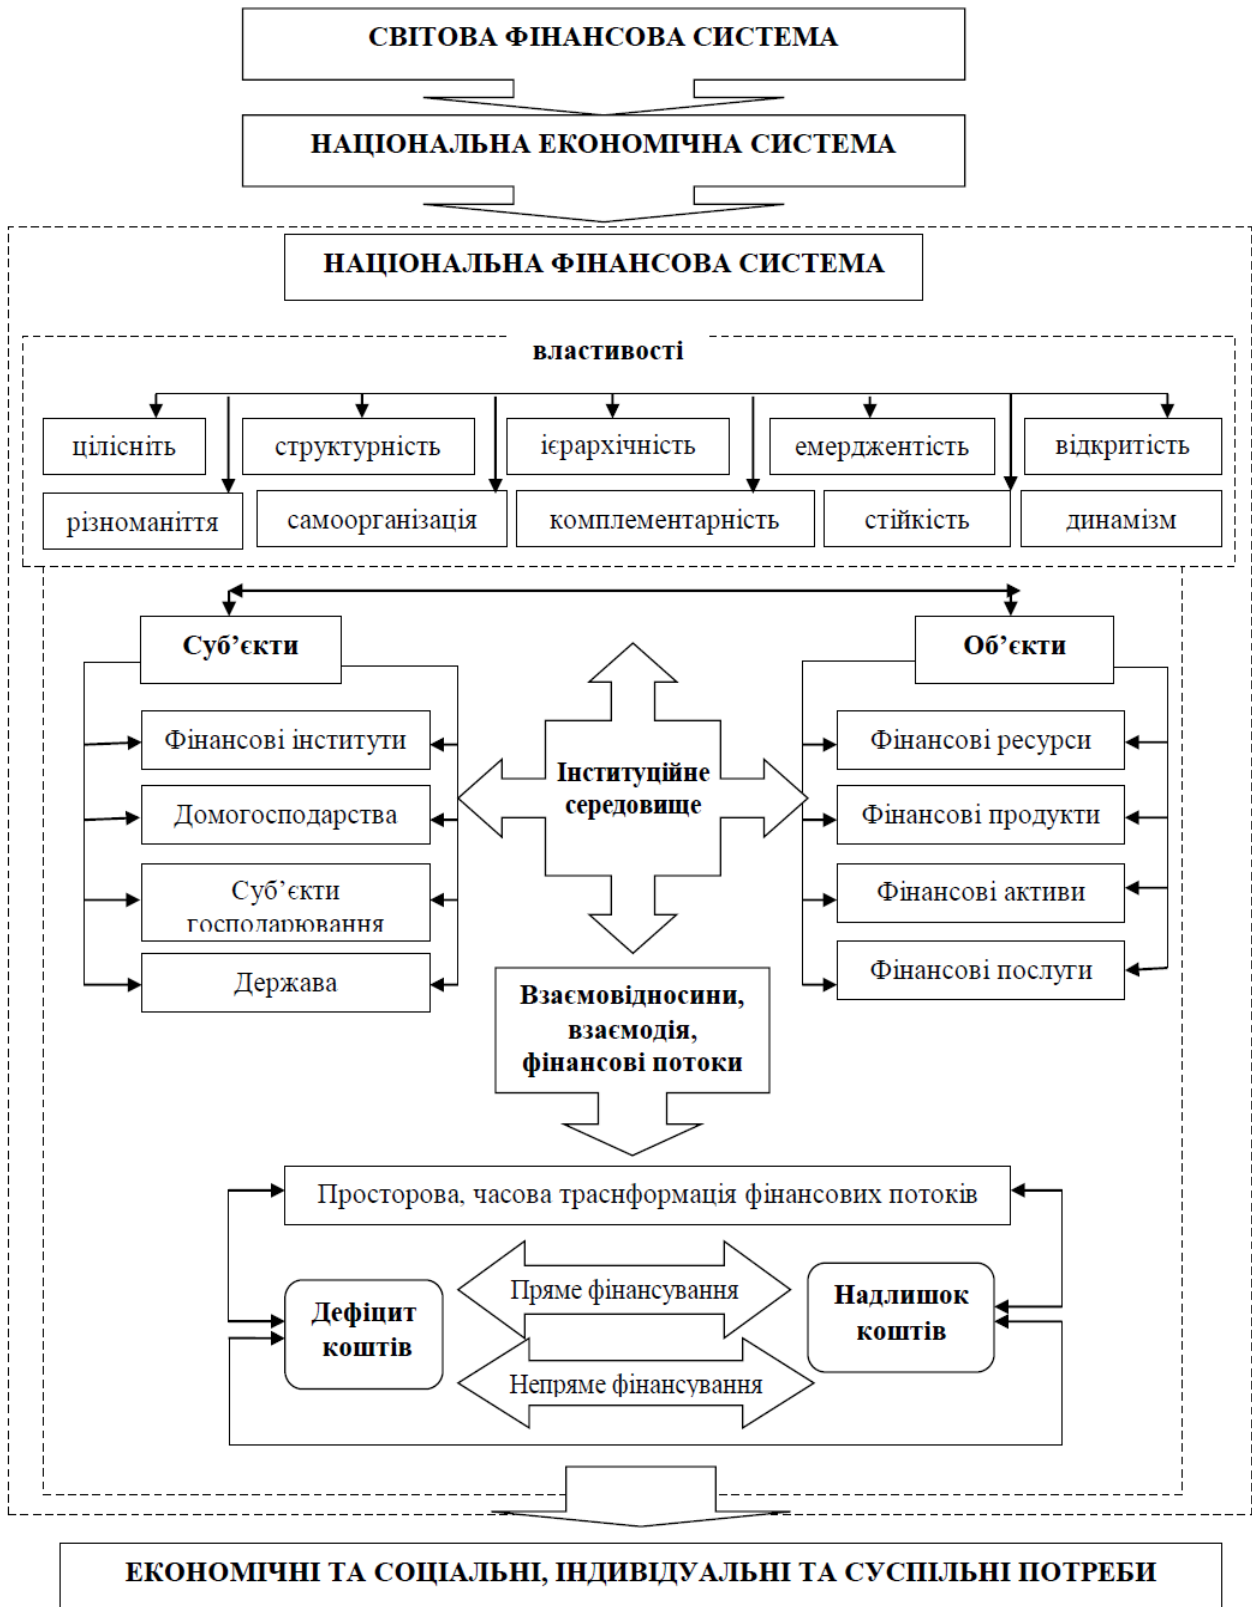 СВІТОВА ФІНАНСОВА СИСТЕМА
НАЦІОНАЛЬНА ЕКОНОМІЧНА СИСТЕМА
НАЦІОНАЛЬНА ФІНАНСОВА СИСТЕМА
властивості
цілісніть
структурність
ієрархічність
емерджентість
відкритість
різноманіття
самоорганізація
комплементарність
стійкість
динамізм
Суб’єкти
Об’єкти
Фінансові інститути
Домогосподарства
Суб’єкти
господарювання
Держава
Інституційне
середовище
Фінансові ресурси
Фінансові продукти
Фінансові активи
Фінансові послуги
Взаємовідносини,
взаємодія,
фінансові потоки
Просторова, часова траснформація фінансових потоків
Дефіцит
коштів
Пряме фінансування
Непряме фінансування
Надлишок
коштів
ЕКОНОМІЧНІ ТА СОЦІАЛЬНІ, ІНДИВІДУАЛЬНІ ТА СУСПІЛЬНІ ПОТРЕБИ